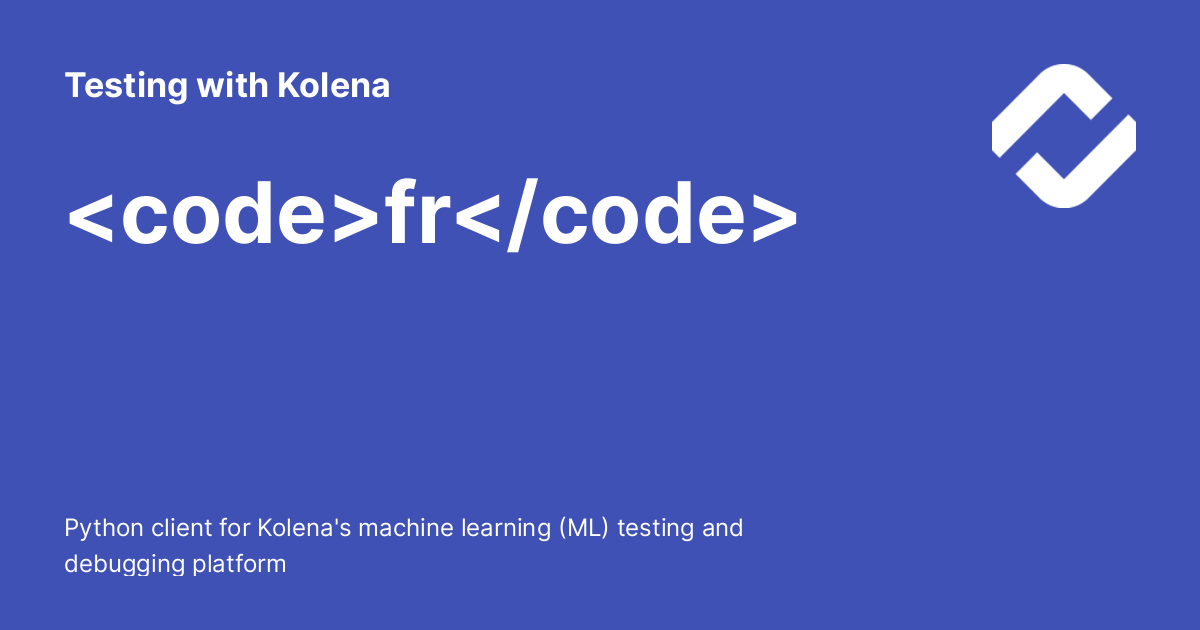 Testing with Kolena
<code>fr</code>
Python client for Kolena's machine learning (ML) testing and
debugging platform